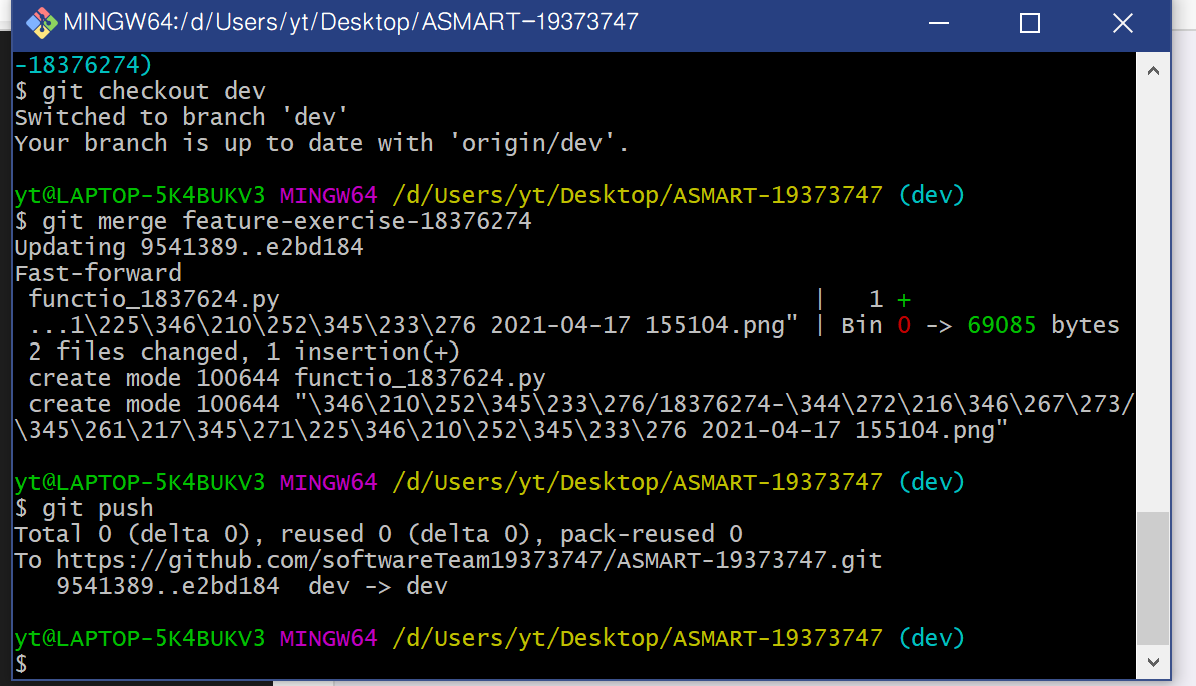 MINGW64:/d/Users/yt/Desktop/ASMART-19373747
-18376274)
$ git checkout dev
Switched to branch 'dev'
Your branch is up to date with 'origin/dev'.
yt@LAPTOP-5K4BUKV3 MINGW64 /d/Users/yt/Desktop/ASMART-19373747 (dev)
$ git merge feature-exercise-18376274
Updating 9541389..e2bd184
Fast-forward
 functio_1837624.py                                       |   1 +
 ...1\225\346\210\252\345\233\276 2021-04-17 155104.png" | Bin 0 -> 69085 bytes
 2 files changed, 1 insertion(+)
 create mode 100644 functio_1837624.py
 create mode 100644 "\346\210\252\345\233\276/18376274-\344\272\216\346\267\273/
\345\261\217\345\271\225\346\210\252\345\233\276 2021-04-17 155104.png"
yt@LAPTOP-5K4BUKV3 MINGW64 /d/Users/yt/Desktop/ASMART-19373747 (dev)
$ git push
Total 0 (delta 0), reused 0 (delta 0), pack-reused 0
To https://github.com/softwareTeam19373747/ASMART-19373747.git
   9541389..e2bd184  dev -> dev
yt@LAPTOP-5K4BUKV3 MINGW64 /d/Users/yt/Desktop/ASMART-19373747 (dev)
$